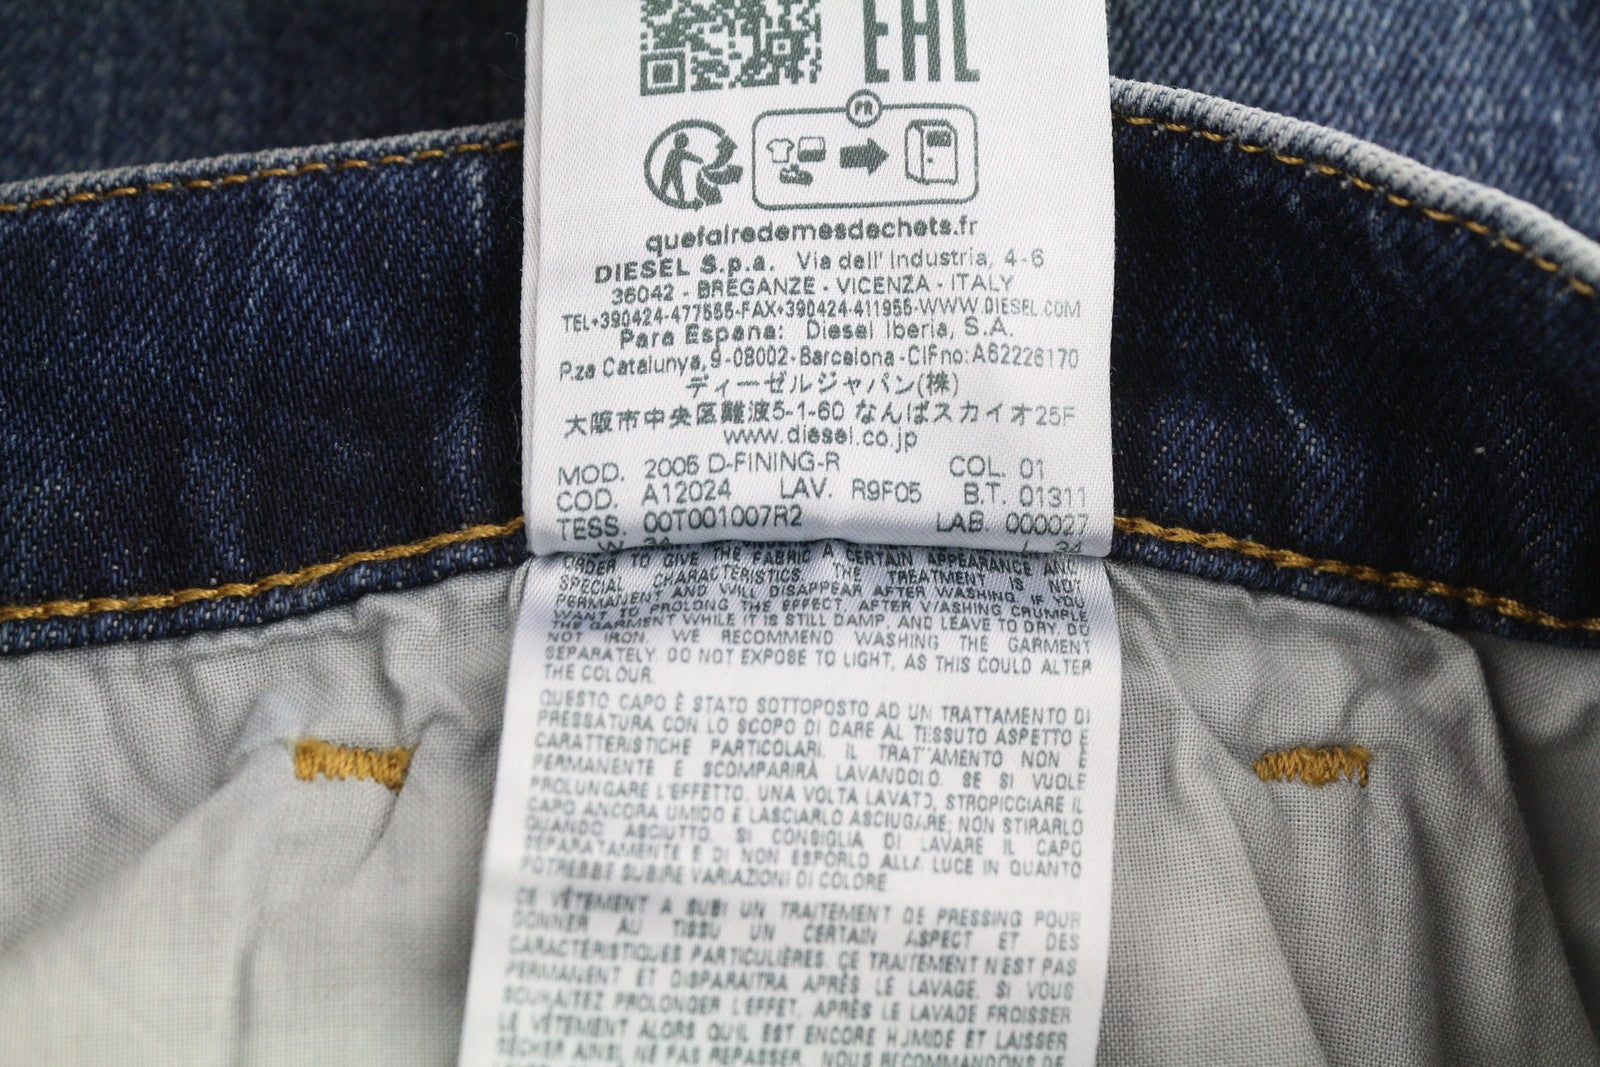 EAC
FR
quefairedemesdechets.fr
DIESEL S.p.a. Via dell' Industria, 4-6
36042 - BREGANZE - VICENZA - ITALY
TEL+390424-477555-FAX+390424-411955-WWW.DIESEL.COM
Para Espana: Diesel Iberia, S.A.
P.za Catalunya, 9-08002-Barcelona-CIFno:A62226170
ディーゼルジャパン(株)
大阪市中央区難波5-1-60 なんばスカイオ25F
www.diesel.co.jp
MOD. 2005 D-FINING-R COL. 01
COD. A12024 LAV. R9F05 B.T. 01311
TESS. 00T001007R2 LAB. 000027
W. 34 L. 34
ORDER TO GIVE THE FABRIC A CERTAIN APPEARANCE AND
SPECIAL CHARACTERISTICS. THE TREATMENT IS NOT
PERMANENT AND WILL DISAPPEAR AFTER WASHING. IF YOU
WANT TO PROLONG THE EFFECT, AFTER WASHING CRUMPLE
THE GARMENT WHILE IT IS STILL DAMP, AND LEAVE TO DRY, DO
NOT IRON. WE RECOMMEND WASHING THE GARMENT
SEPARATELY. DO NOT EXPOSE TO LIGHT, AS THIS COULD ALTER
THE COLOUR.
QUESTO CAPO È STATO SOTTOPOSTO AD UN TRATTAMENTO DI
PRESSATURA CON LO SCOPO DI DARE AL TESSUTO ASPETTO E
CARATTERISTICHE PARTICOLARI. IL TRATTAMENTO NON È
PERMANENTE E SCOMPARIRÀ LAVANDOLO. SE SI VUOLE
PROLUNGARE L'EFFETTO, UNA VOLTA LAVATO, STROPICCIARE IL
CAPO ANCORA UMIDO E LASCIARLO ASCIUGARE; NON STIRARLO
QUANDO ASCIUTTO. SI CONSIGLIA DI LAVARE IL CAPO
SEPARATAMENTE E DI NON ESPORLO ALLA LUCE IN QUANTO
POTREBBE SUBIRE VARIAZIONI DI COLORE.
CE VÊTEMENT A SUBI UN TRAITEMENT DE PRESSING POUR
DONNER AU TISSU UN CERTAIN ASPECT ET DES
CARACTÉRISTIQUES PARTICULIÈRES. CE TRAITEMENT N'EST PAS
PERMANENT ET DISPARAITRA APRÈS LE LAVAGE. SI VOUS
SOUHAITEZ PROLONGER L'EFFET, APRÈS LE LAVAGE FROISSER
LE VÊTEMENT ALORS QU'IL EST ENCORE HUMIDE ET LAISSER
SÉCHER AINSI, NE PAS REPASSER. NOUS RECOMMANDONS DE